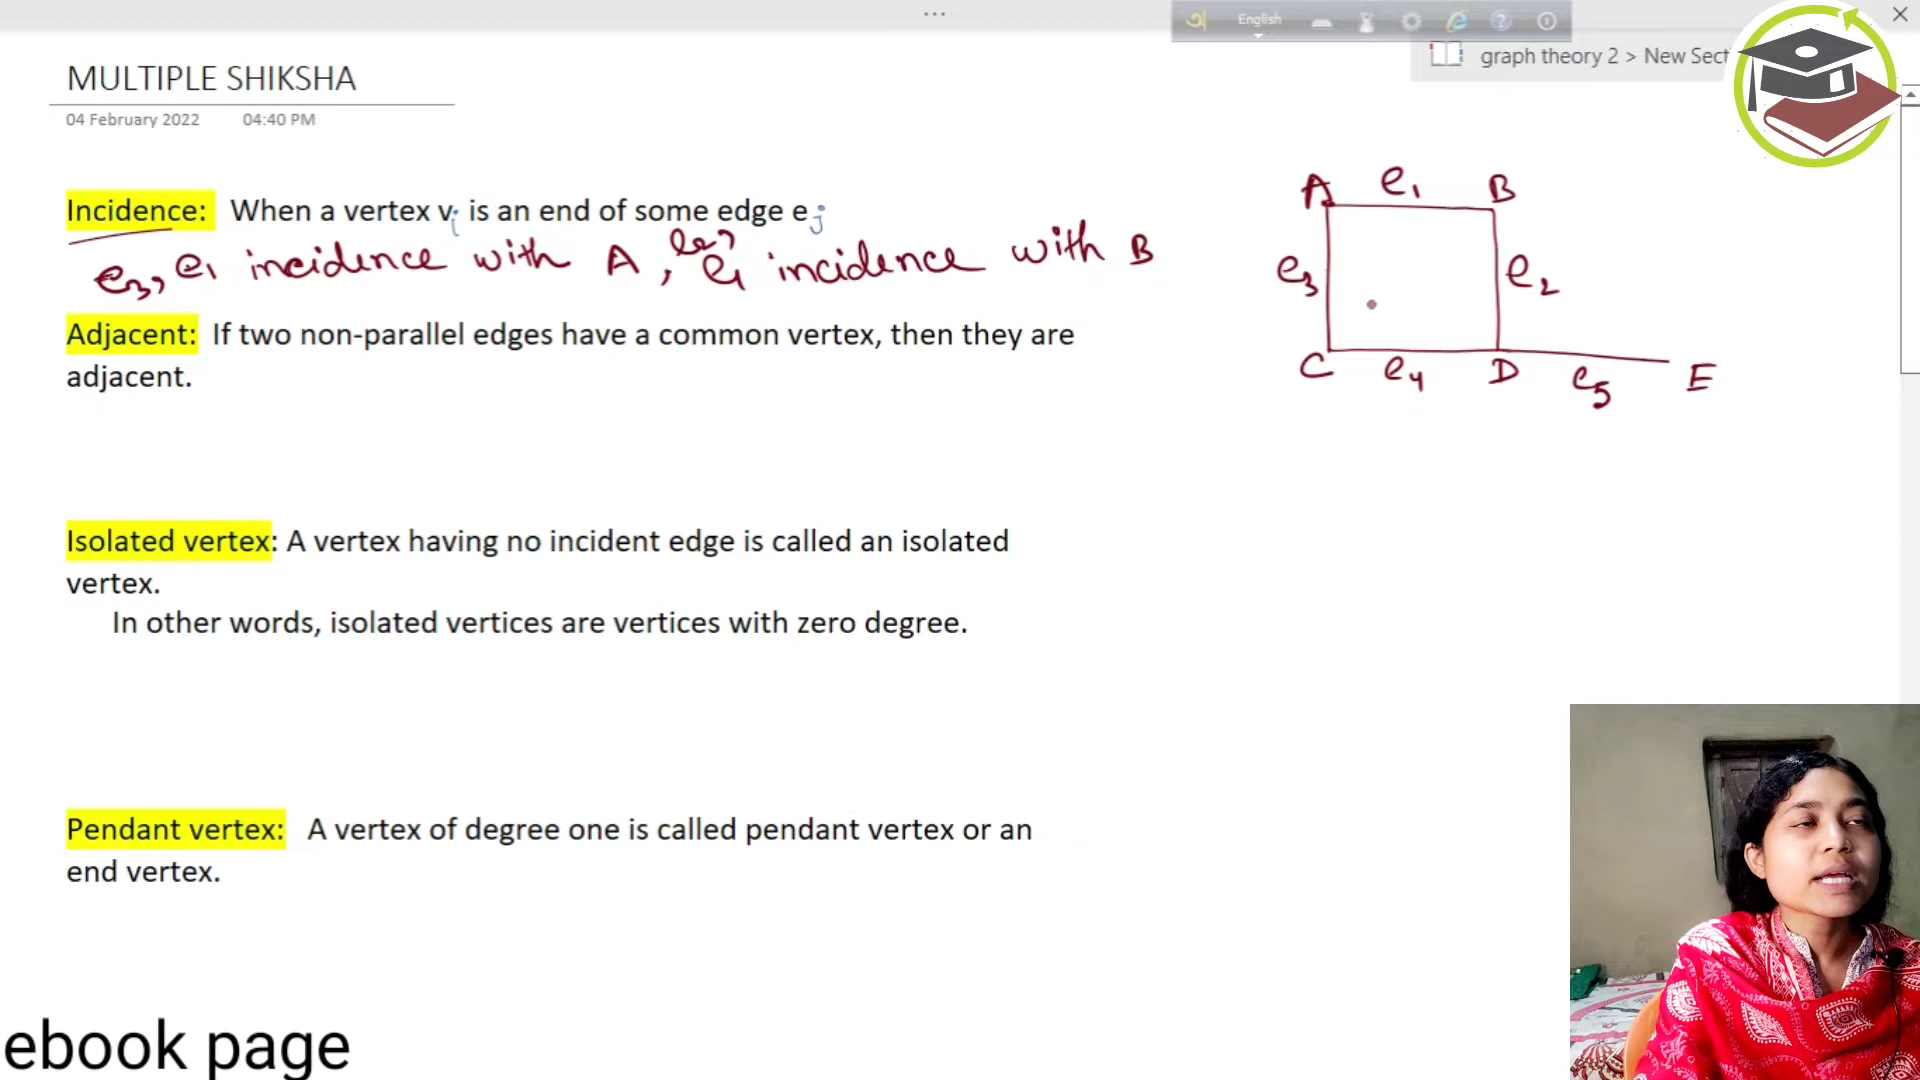 English
graph theory 2 > New Sect
MULTIPLE SHIKSHA
04 February 2022 04:40 PM
Incidence: When a vertex vi is an end of some edge ej
e3, e1 incidence with A, e2, e1 incidence with B
Adjacent: If two non-parallel edges have a common vertex, then they are
adjacent.
A e1 B
e3 e2
C e4 D e5 E
Isolated vertex: A vertex having no incident edge is called an isolated
vertex.
In other words, isolated vertices are vertices with zero degree.
Pendant vertex: A vertex of degree one is called pendant vertex or an
end vertex.
ebook page